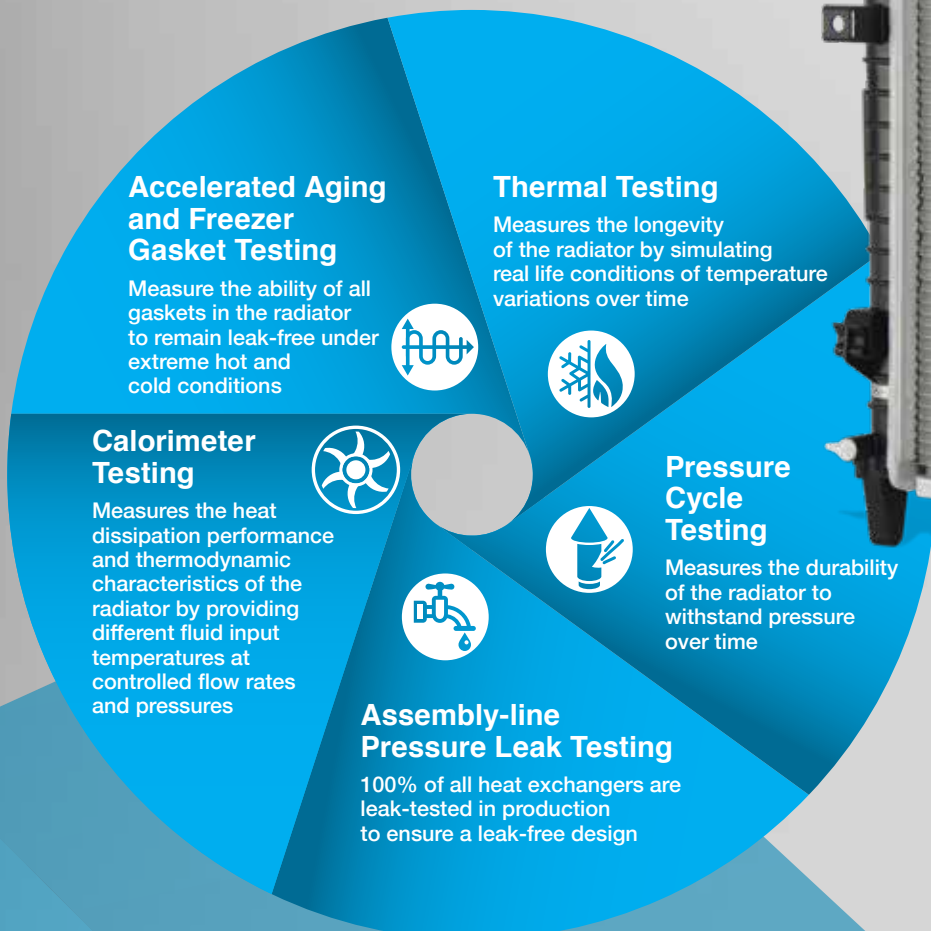 Accelerated Aging
and Freezer
Gasket Testing
Measure the ability of all
gaskets in the radiator
to remain leak-free under
extreme hot and
cold conditions
Thermal Testing
Measures the longevity
of the radiator by simulating
real life conditions of temperature
variations over time
Pressure
Cycle
Testing
Measures the durability
of the radiator to
withstand pressure
over time
Assembly-line
Pressure Leak Testing
100% of all heat exchangers are
leak-tested in production
to ensure a leak-free design
Calorimeter
Testing
Measures the heat
dissipation performance
and thermodynamic
characteristics of the
radiator by providing
different fluid input
temperatures at
controlled flow rates
and pressures